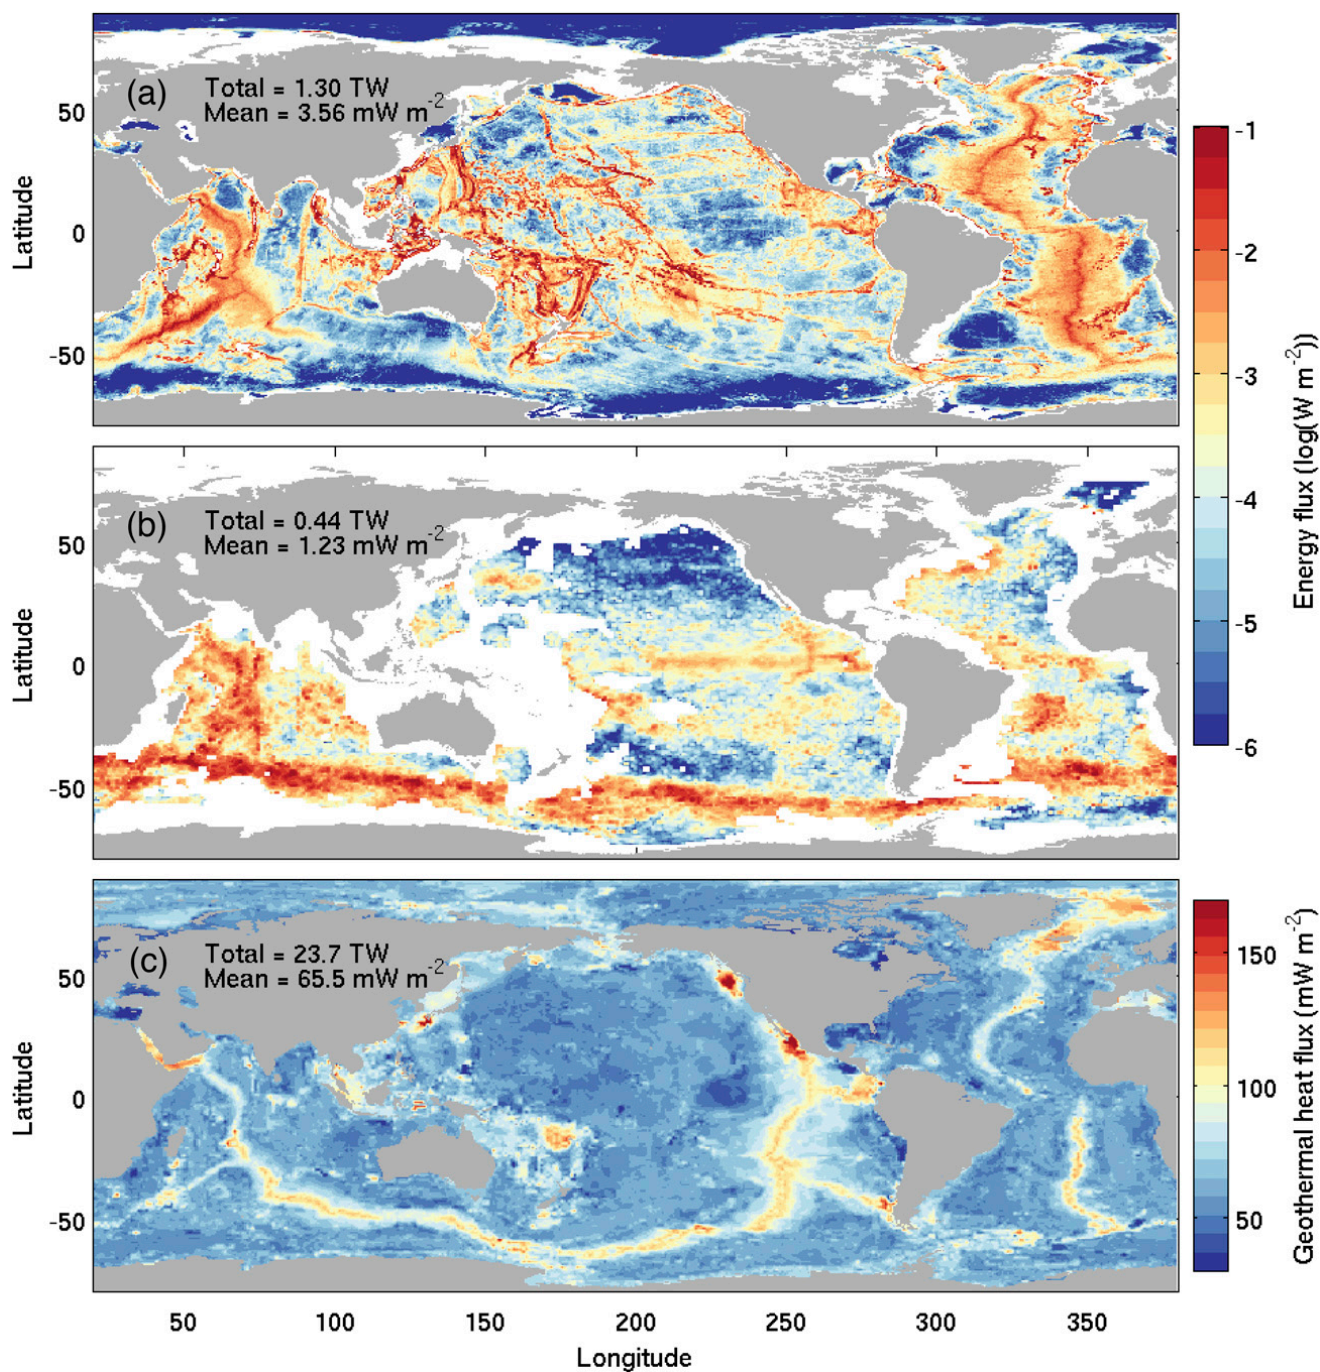 (a) Total = 1.30 TW
Mean = 3.56 mW m-2
50
0
-50
Latitude
(b) Total = 0.44 TW
Mean = 1.23 mW m-2
50
0
-50
Latitude
-1
-2
-3
-4
-5
-6
Energy flux (log(W m-2))
(c) Total = 23.7 TW
Mean = 65.5 mW m-2
50
0
-50
Latitude
150
100
50
Geothermal heat flux (mW m-2)
50 100 150 200 250 300 350
Longitude